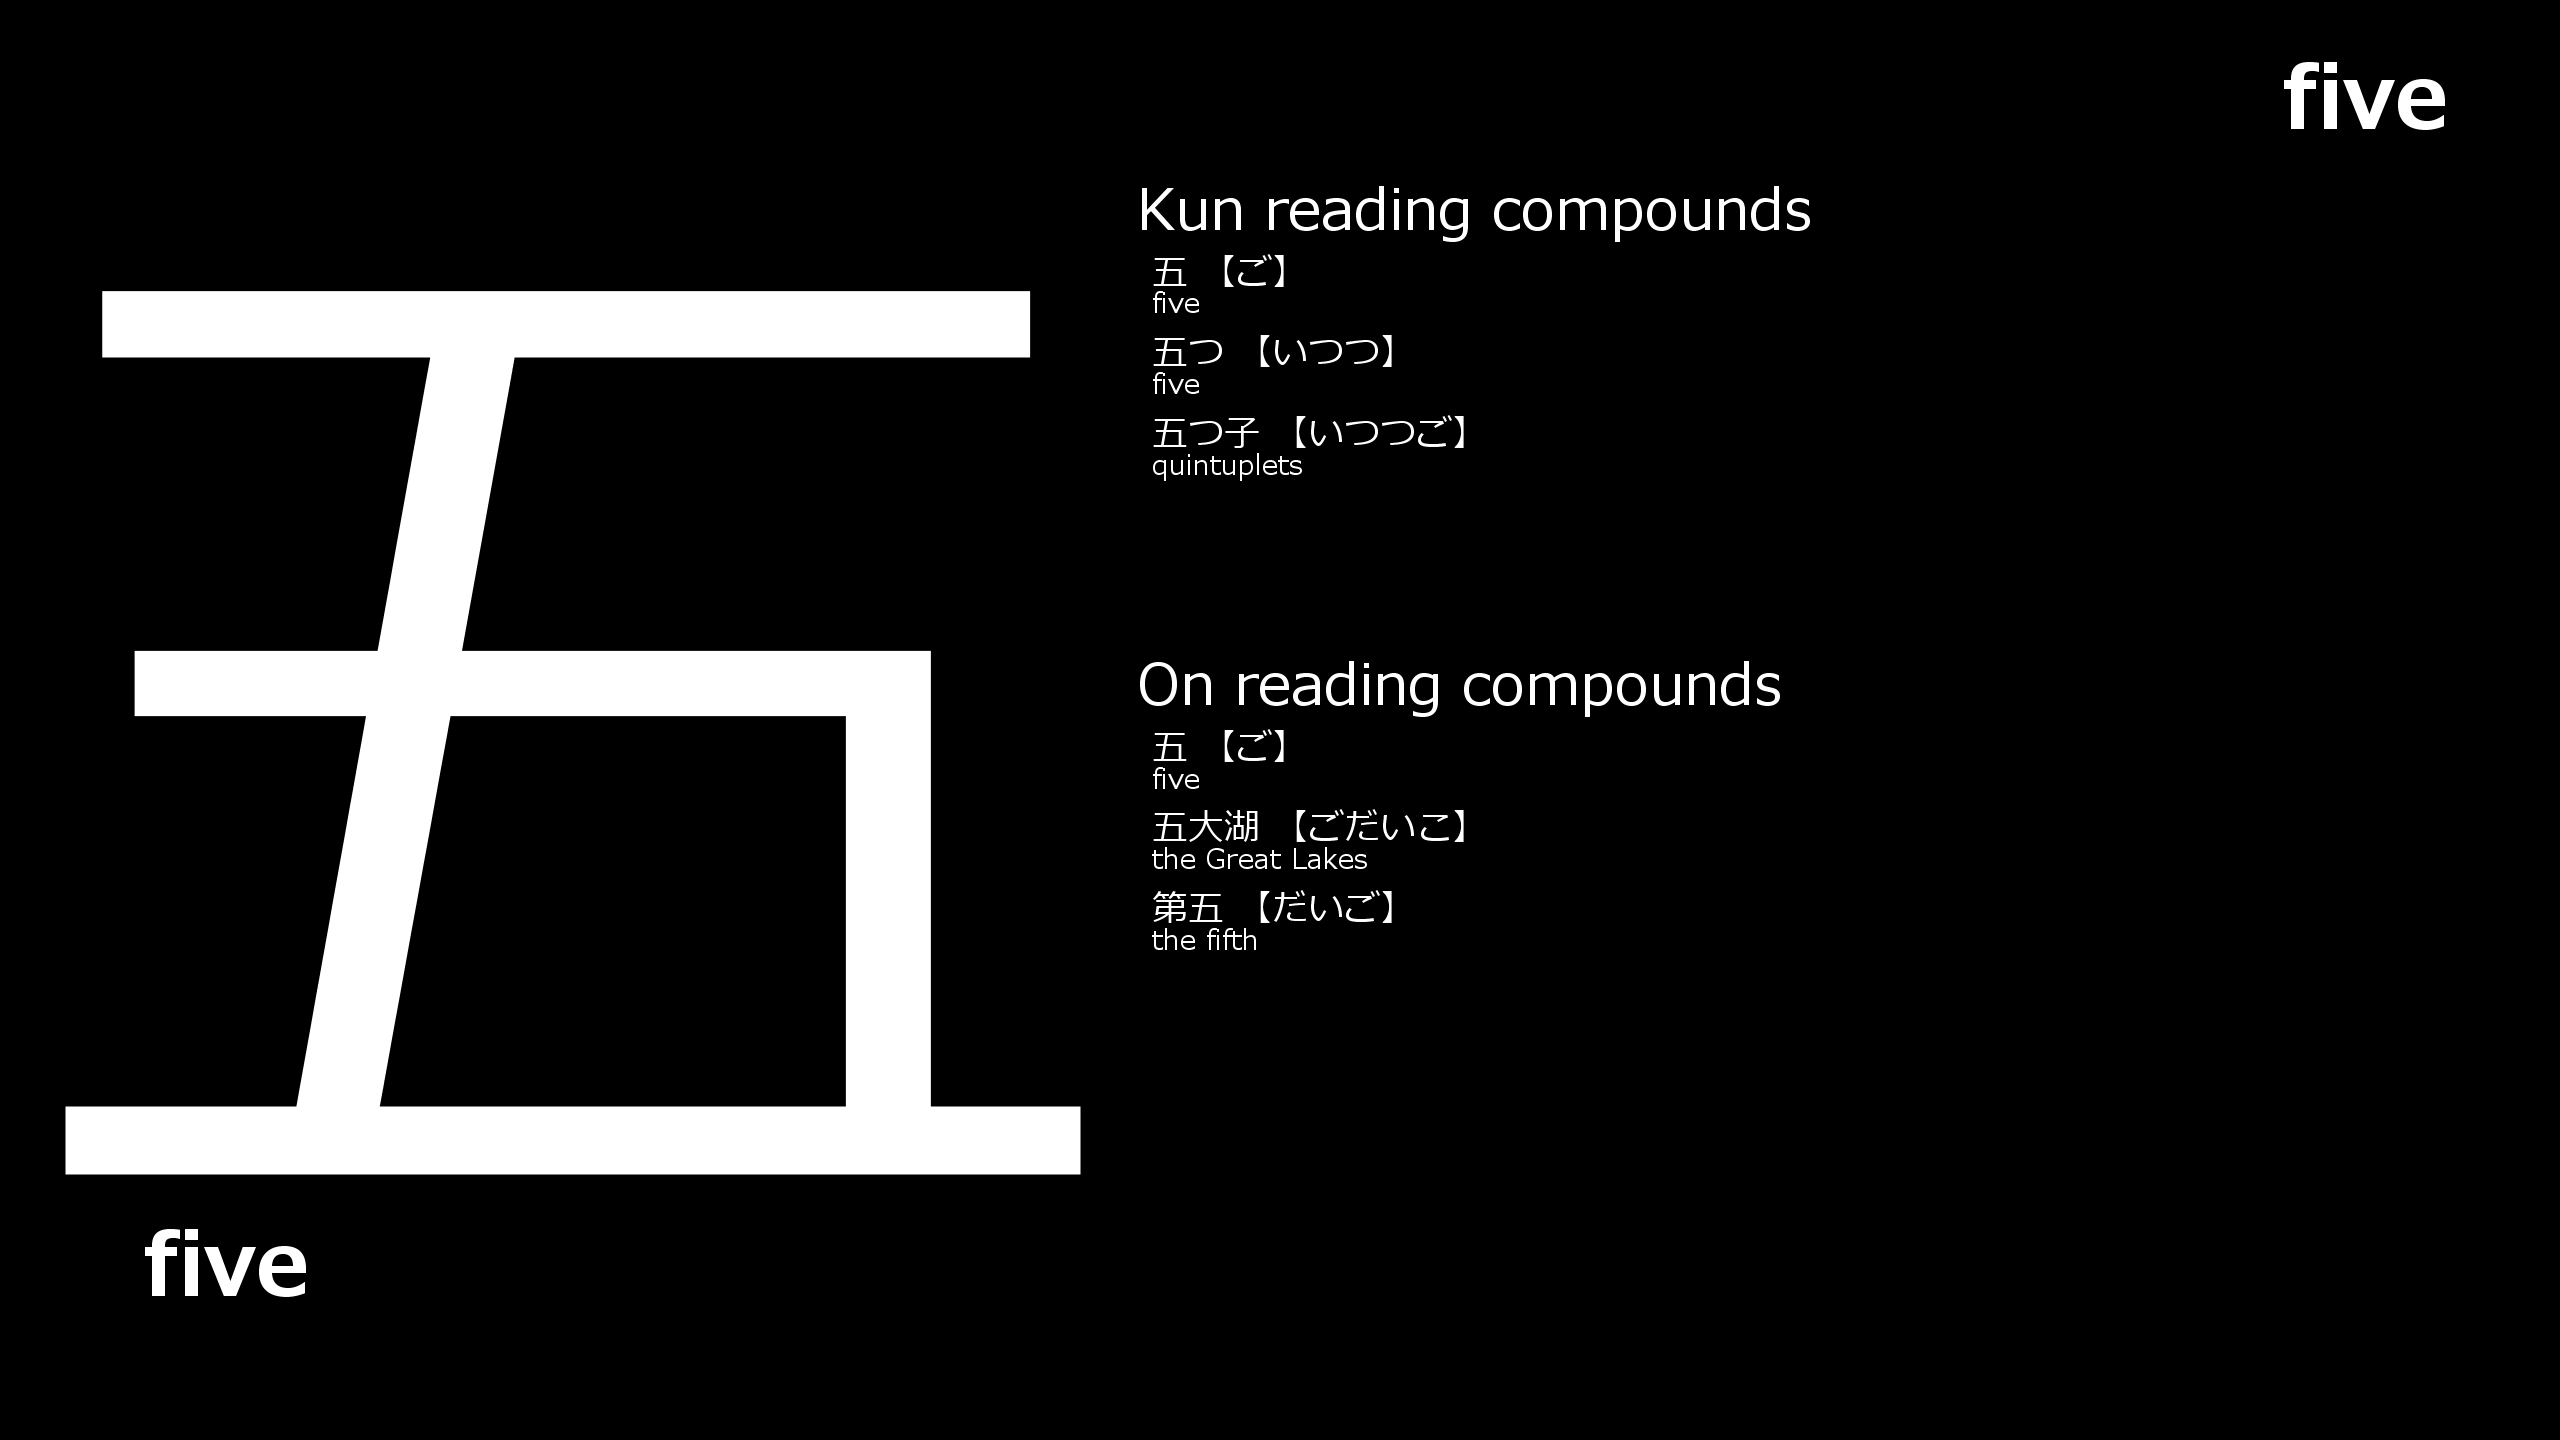 five
五
five
Kun reading compounds
五 【ご】
five
五つ 【いつつ】
five
五つ子 【いつつご】
quintuplets
On reading compounds
五 【ご】
five
五大湖 【ごだいこ】
the Great Lakes
第五 【だいご】
the fifth